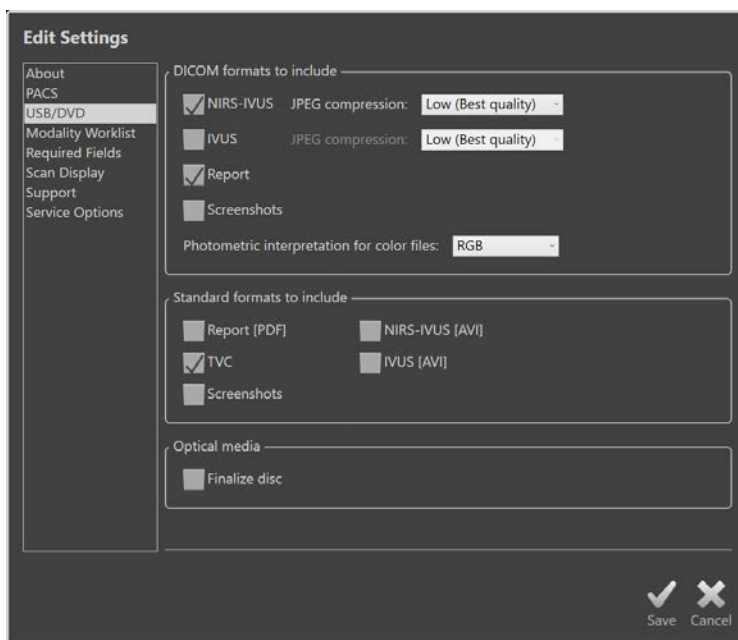 Edit Settings
About
PACS
USB/DVD
Modality Worklist
Required Fields
Scan Display
Support
Service Options
DICOM formats to include
NIRS-IVUS JPEG compression: Low (Best quality)
IVUS JPEG compression: Low (Best quality)
Report
Screenshots
Photometric interpretation for color files: RGB
Standard formats to include
Report [PDF] NIRS-IVUS [AVI]
TVC IVUS [AVI]
Screenshots
Optical media
Finalize disc
Save Cancel